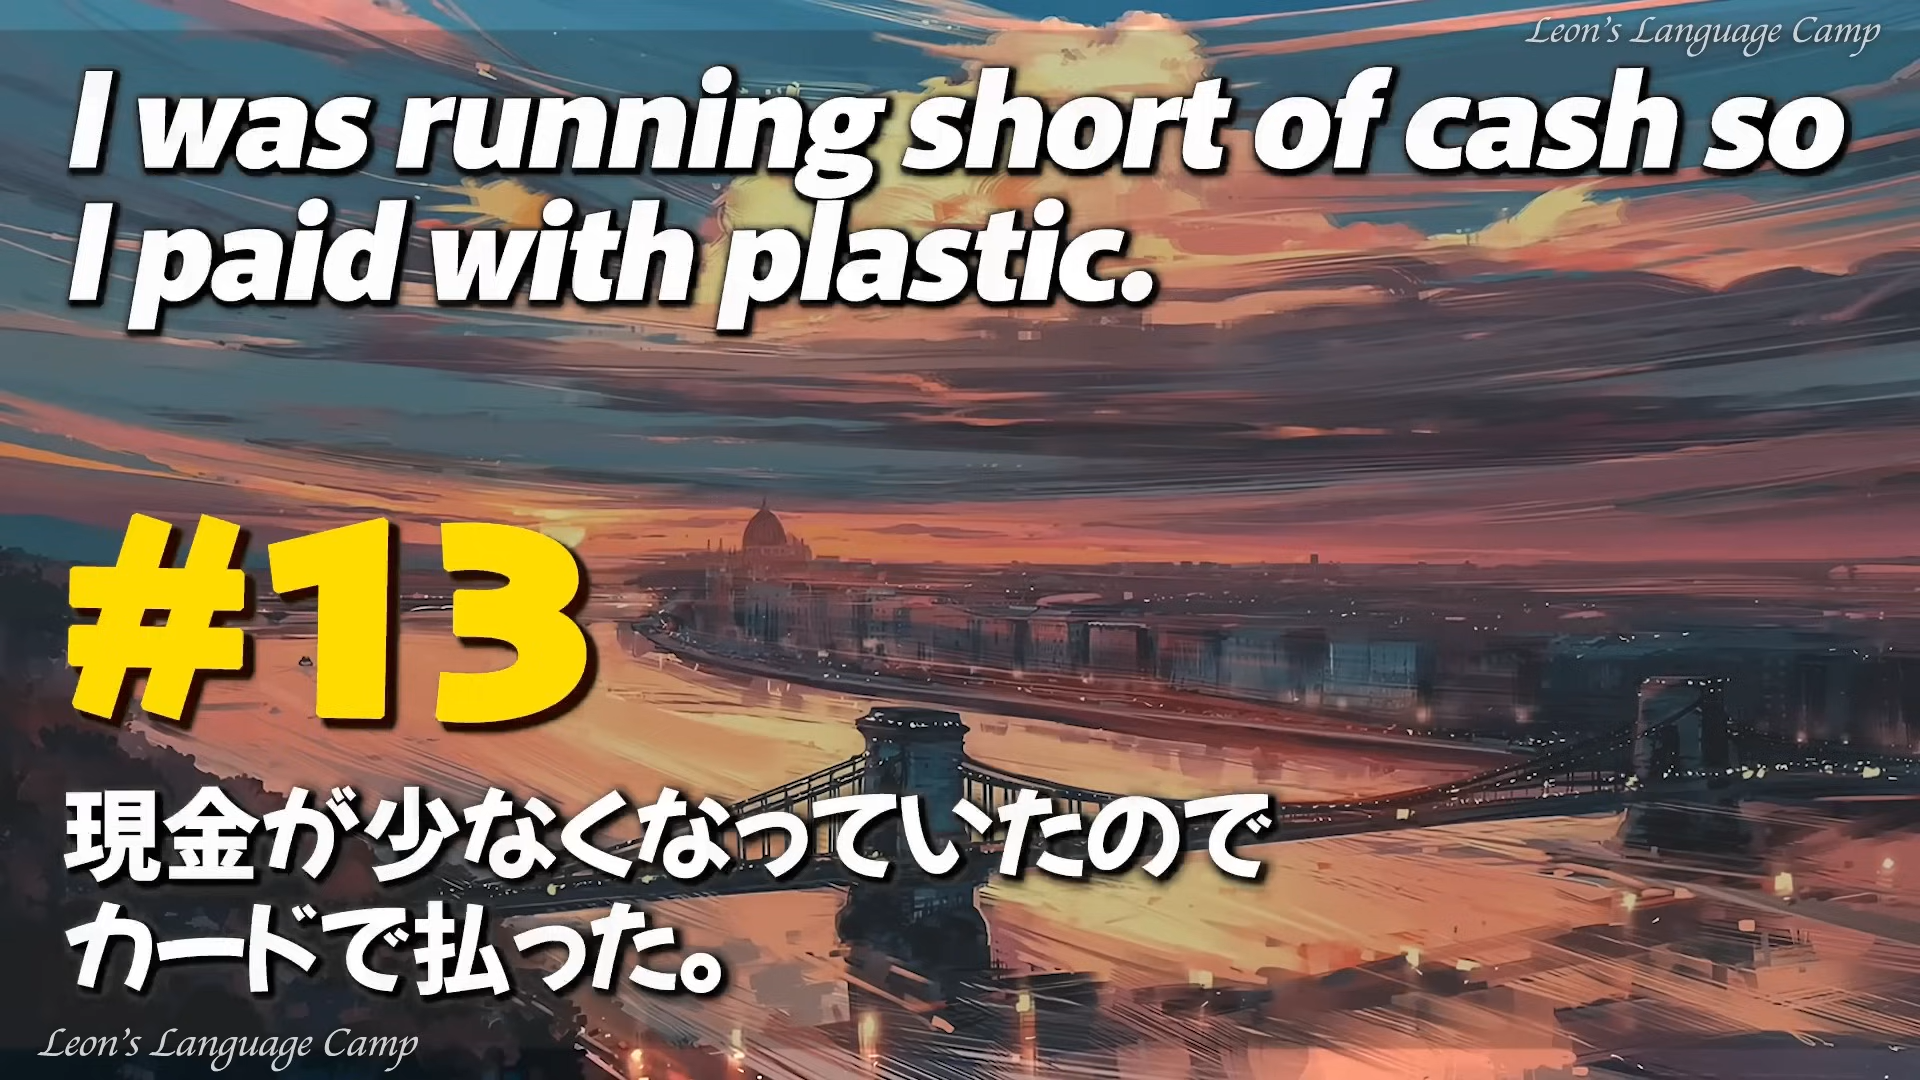 Leon's Language Camp
I was running short of cash so
I paid with plastic.
#13
現金が少なくなっていたので
カードで払った。
Leon's Language Camp